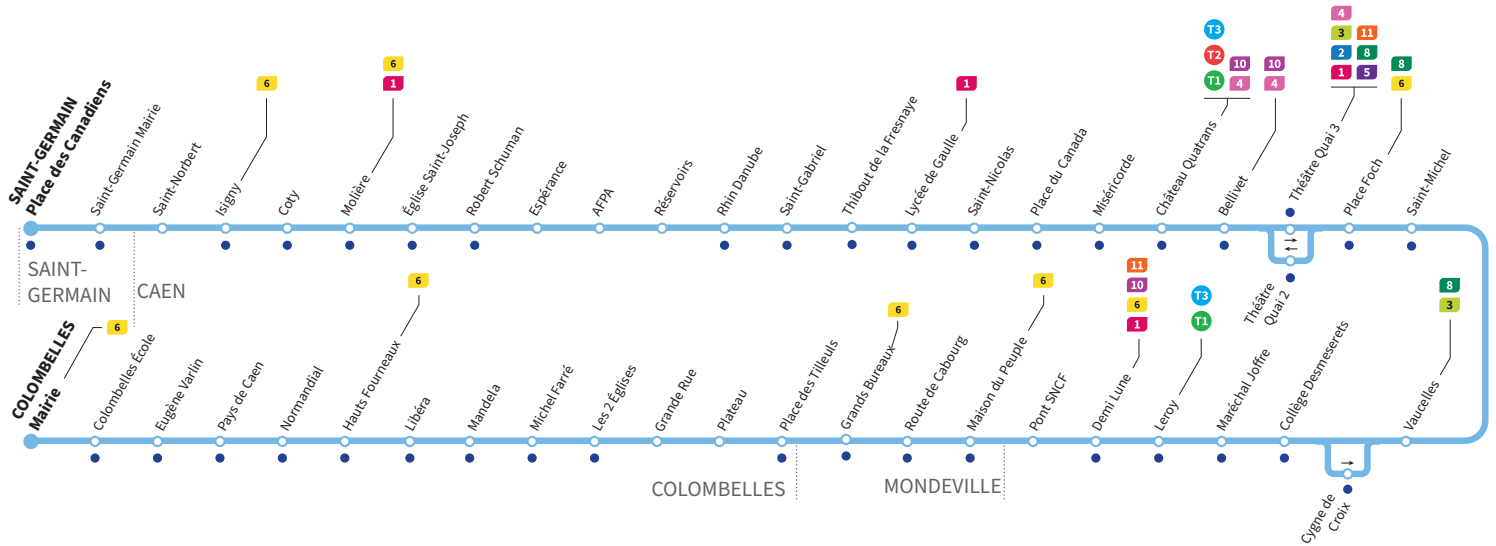 4
T3
3 11
T2 10 10
2 8
8
6
6
1
1
T1 4
4
1 5
6
SAINT-GERMAIN
Place des Canadiens
Saint-Germain Mairie
Saint-Norbert
Isigny
Coty
Molière
Église Saint-Joseph
Robert Schuman
Espérance
AFPA
Réservoirs
Rhin Danube
Saint-Gabriel
Thibout de la Fresnaye
Lycée de Gaulle
Saint-Nicolas
Place du Canada
Miséricorde
Château Quatrans
Bellivet
Théâtre Quai 3
Place Foch
Saint-Michel
SAINT-
GERMAIN
CAEN
Théâtre
Quai 2
6
6
6
6
11
10
6
1
T3
T1
8
3
COLOMBELLES
Mairie
Colombelles École
Eugène Varlin
Pays de Caen
Normandial
Hauts Fourneaux
Libéra
Mandela
Michel Farré
Les 2 Églises
Grande Rue
Plateau
Place des Tilleuls
Grands Bureaux
Route de Cabourg
Maison du Peuple
Pont SNCF
Demi Lune
Leroy
Maréchal Joffre
Collège Desmeserets
Vaucelles
COLOMBELLES
MONDEVILLE
Cygne de
Croix